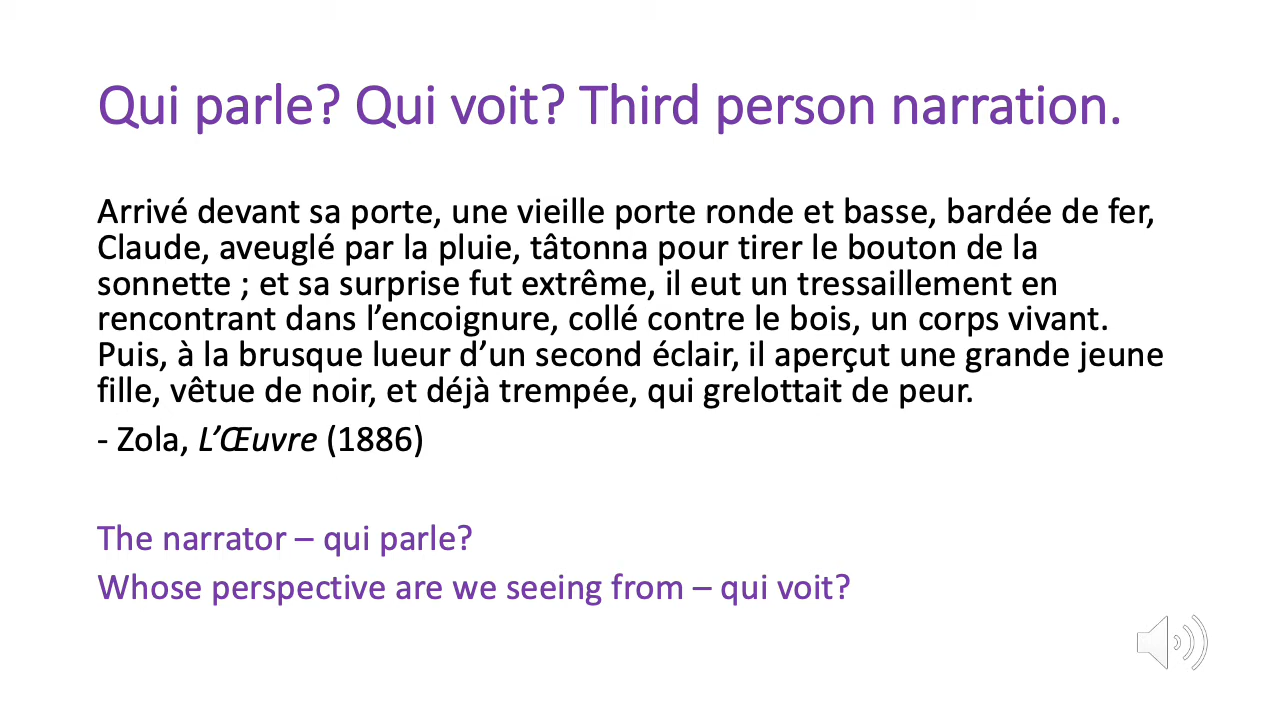 Qui parle? Qui voit? Third person narration.
Arrivé devant sa porte, une vieille porte ronde et basse, bardée de fer,
Claude, aveuglé par la pluie, tâtonna pour tirer le bouton de la
sonnette ; et sa surprise fut extrême, il eut un tressaillement en
rencontrant dans l’encoignure, collé contre le bois, un corps vivant.
Puis, à la brusque lueur d’un second éclair, il aperçut une grande jeune
fille, vêtue de noir, et déjà trempée, qui grelottait de peur.
- Zola, L’Œuvre (1886)
The narrator – qui parle?
Whose perspective are we seeing from – qui voit?